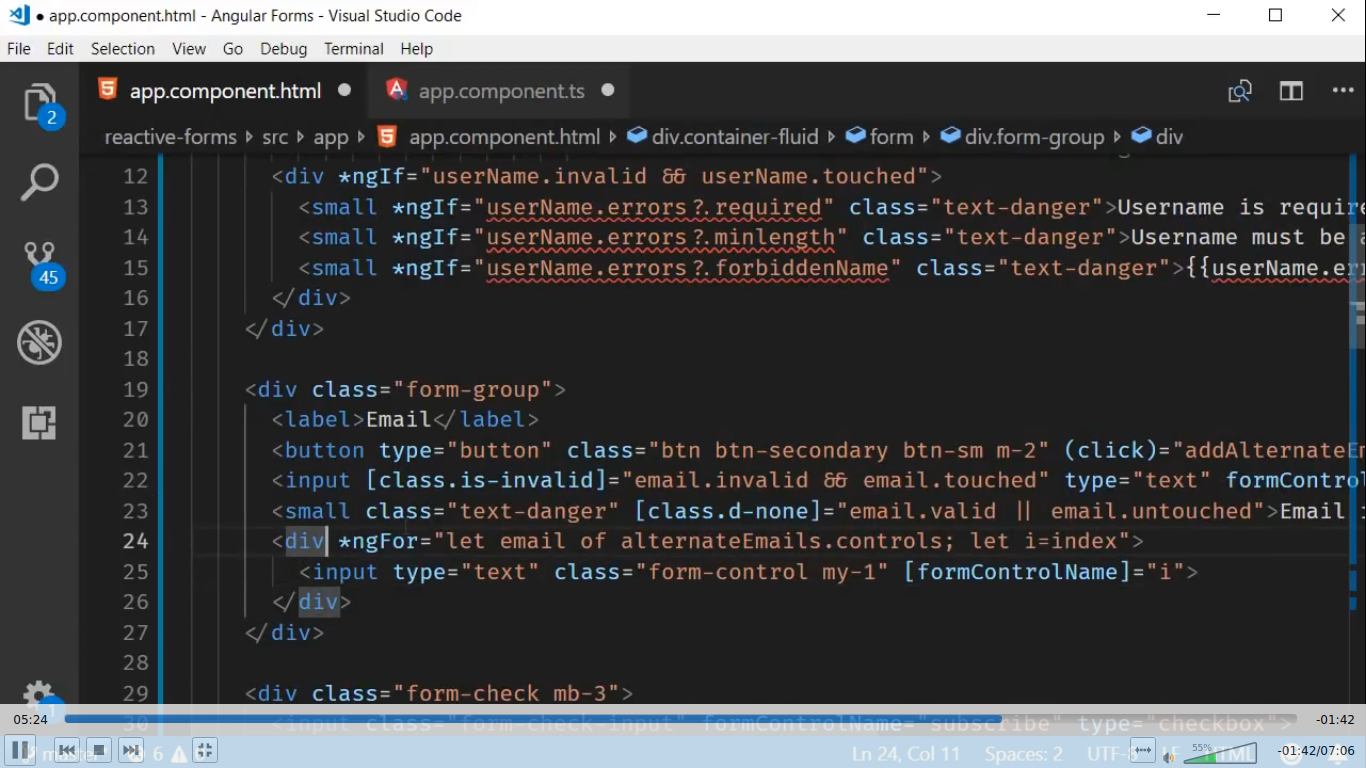 app.component.html - Angular Forms - Visual Studio Code
File Edit Selection View Go Debug Terminal Help
app.component.html app.component.ts
reactive-forms > src > app > app.component.html > div.container-fluid > form > div.form-group > div
2
45
1
12 <div *ngIf="userName.invalid && userName.touched">
13 <small *ngIf="userName.errors?.required" class="text-danger">Username is require
14 <small *ngIf="userName.errors?.minlength" class="text-danger">Username must be a
15 <small *ngIf="userName.errors?.forbiddenName" class="text-danger">{{userName.err
16 </div>
17 </div>
18
19 <div class="form-group">
20 <label>Email</label>
21 <button type="button" class="btn btn-secondary btn-sm m-2" (click)="addAlternateEm
22 <input [class.is-invalid]="email.invalid && email.touched" type="text" formControl
23 <small class="text-danger" [class.d-none]="email.valid || email.untouched">Email i
24 <div *ngFor="let email of alternateEmails.controls; let i=index">
25 <input type="text" class="form-control my-1" [formControlName]="i">
26 </div>
27 </div>
28
29 <div class="form-check mb-3">
30 <input class="form-check-input" formControlName="subscribe" type="checkbox">
05:24 -01:42
6 Ln 24, Col 11 Spaces: 2 UTF-8 LF HTML 55% -01:42/07:06